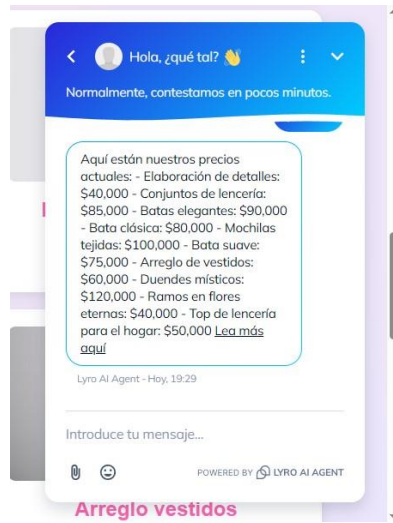 Hola, ¿qué tal? 👋
Normalmente, contestamos en pocos minutos.
Aquí están nuestros precios
actuales: - Elaboración de detalles:
$40,000 - Conjuntos de lencería:
$85,000 - Batas elegantes: $90,000
- Bata clásica: $80,000 - Mochilas
tejidas: $100,000 - Bata suave:
$75,000 - Arreglo de vestidos:
$60,000 - Duendes místicos:
$120,000 - Ramos en flores
eternas: $40,000 - Top de lencería
para el hogar: $50,000 Lea más
aquí
Lyro AI Agent - Hoy, 19:29
Introduce tu mensaje...
POWERED BY LYRO AI AGENT
Arreglo vestidos